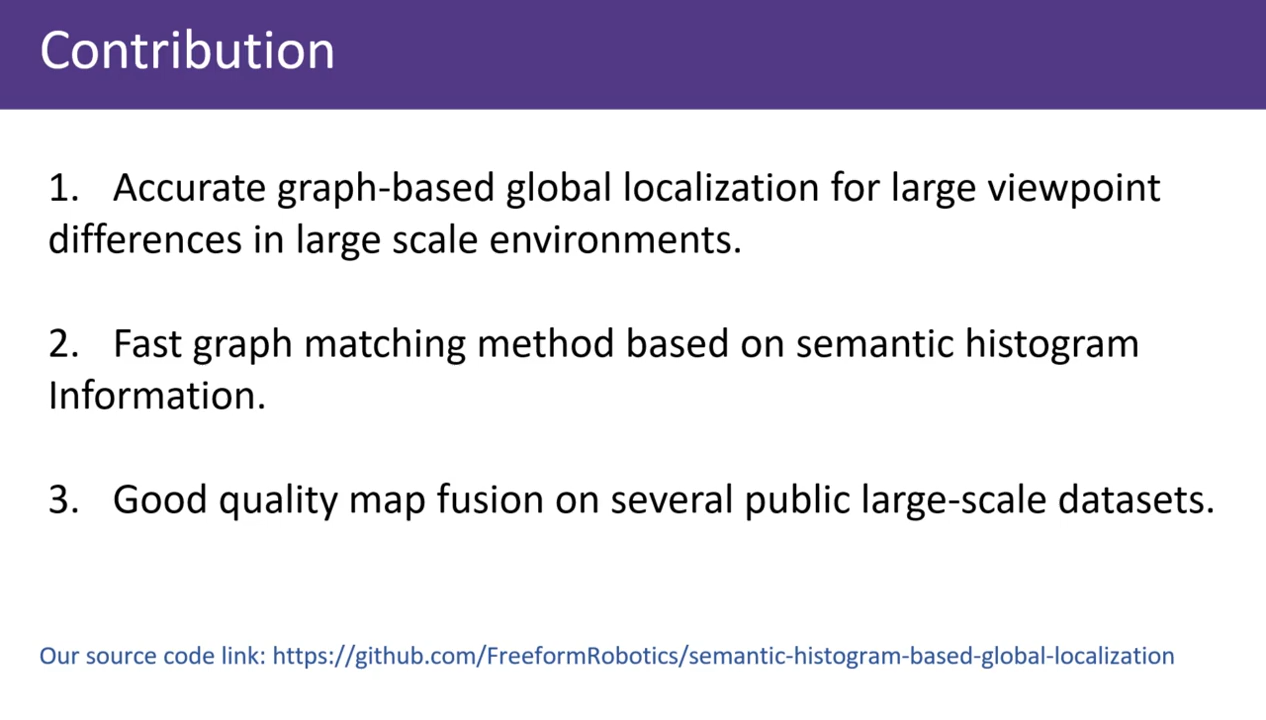 Contribution
1. Accurate graph-based global localization for large viewpoint
differences in large scale environments.
2. Fast graph matching method based on semantic histogram
Information.
3. Good quality map fusion on several public large-scale datasets.
Our source code link: https://github.com/FreeformRobotics/semantic-histogram-based-global-localization